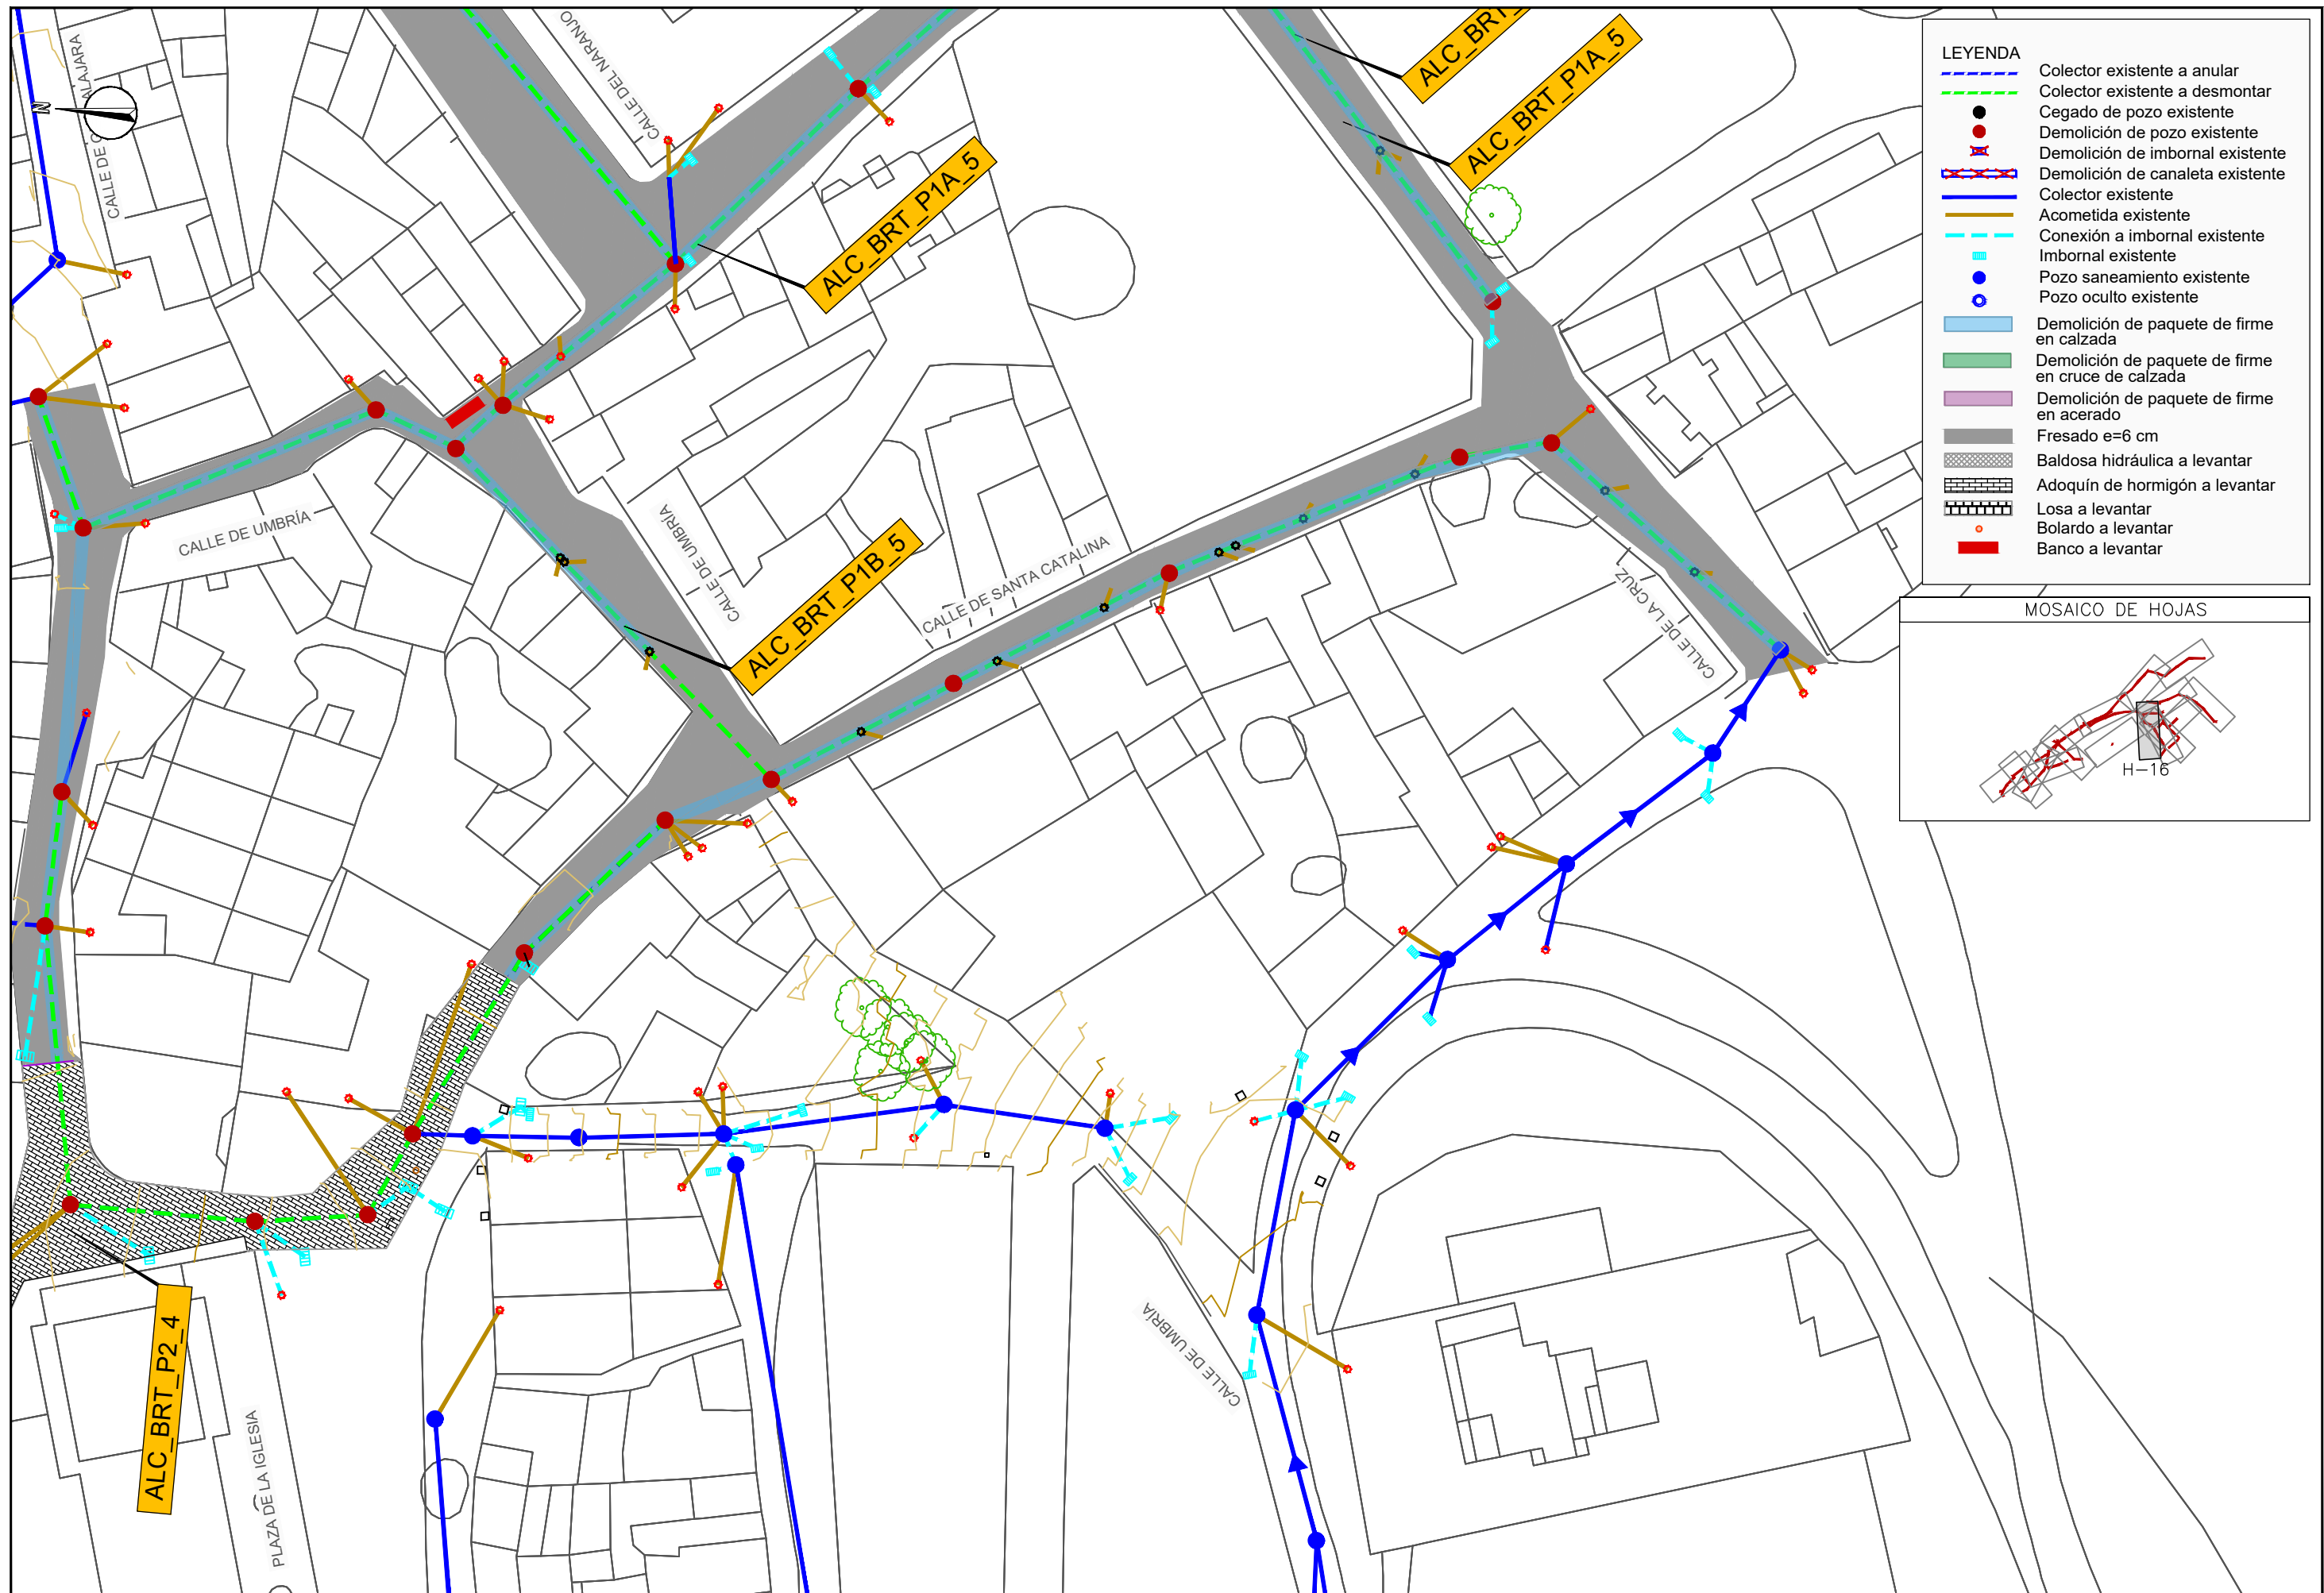 CALLE DE
ALAJARA
N
CALLE DEL NARANJO
ALC_BRT_
ALC_BRT_P1A_5
ALC_BRT_P1A_5
CALLE DE UMBRÍA
CALLE DE UMBRÍA
ALC_BRT_P1B_5
CALLE DE SANTA CATALINA
CALLE DE LA CRUZ
CALLE DE UMBRÍA
ALC_BRT_P2_4
PLAZA DE LA IGLESIA
LEYENDA
Colector existente a anular
Colector existente a desmontar
Cegado de pozo existente
Demolición de pozo existente
Demolición de imbornal existente
Demolición de canaleta existente
Colector existente
Acometida existente
Conexión a imbornal existente
Imbornal existente
Pozo saneamiento existente
Pozo oculto existente
Demolición de paquete de firme
en calzada
Demolición de paquete de firme
en cruce de calzada
Demolición de paquete de firme
en acerado
Fresado e=6 cm
Baldosa hidráulica a levantar
Adoquín de hormigón a levantar
Losa a levantar
Bolardo a levantar
Banco a levantar
MOSAICO DE HOJAS
H-16